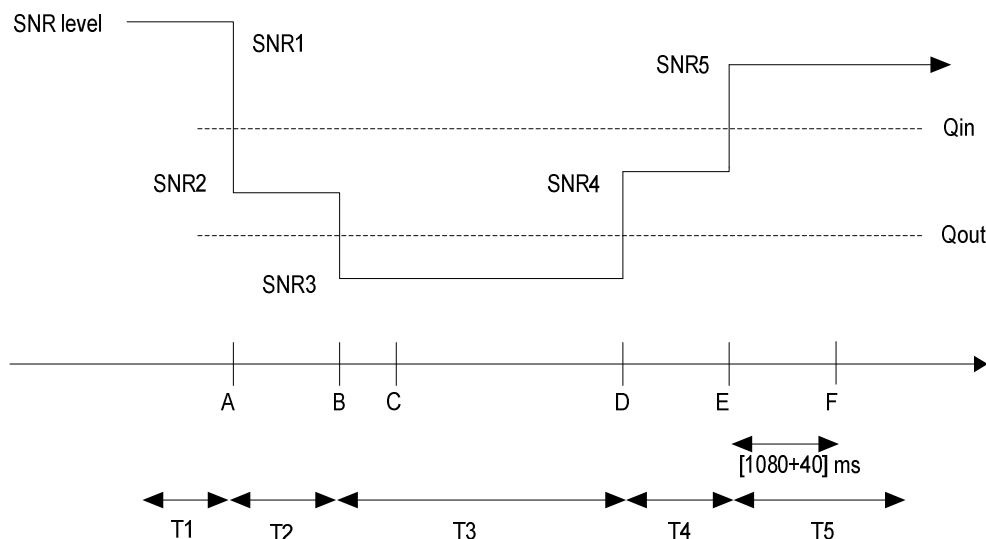 SNR level
SNR1
SNR5
Qin
SNR2
SNR4
Qout
SNR3
A B C D E F
[1080+40] ms
T1 T2 T3 T4 T5